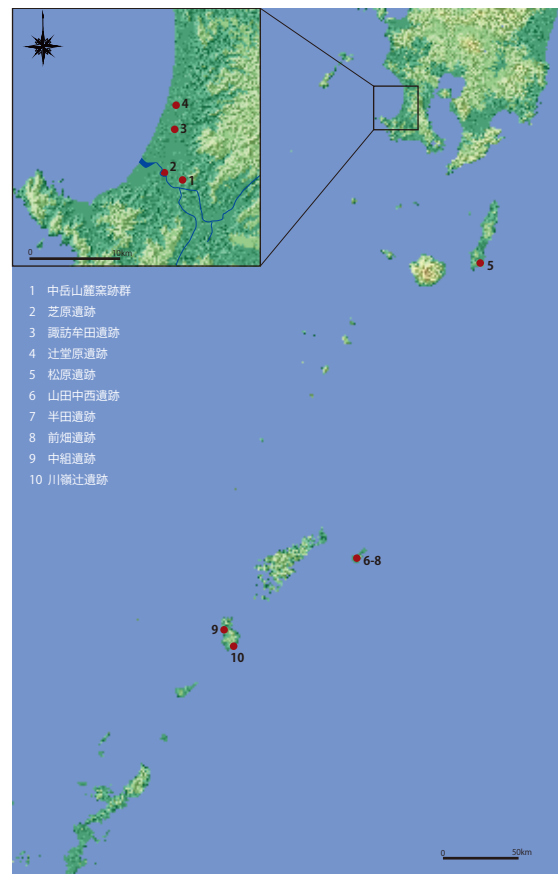 4
3
2
1
0 10km
5
1 中岳山麓窯跡群
2 芝原遺跡
3 諏訪牟田遺跡
4 辻堂原遺跡
5 松原遺跡
6 山田中西遺跡
7 半田遺跡
8 前畑遺跡
9 中組遺跡
10 川嶺辻遺跡
6-8
9
10
0 50km